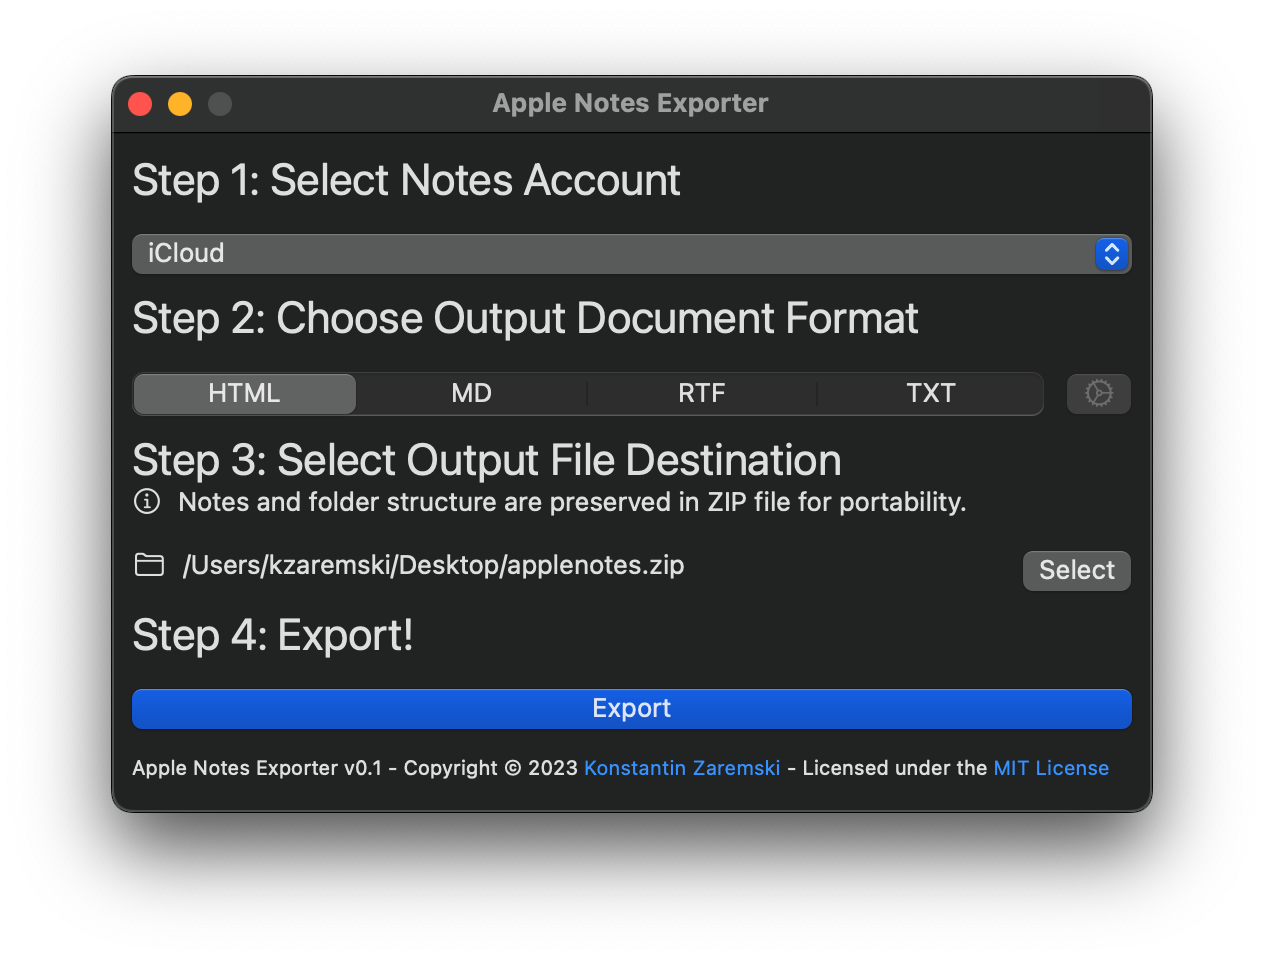 Apple Notes Exporter
Step 1: Select Notes Account
iCloud
Step 2: Choose Output Document Format
HTML MD RTF TXT
Step 3: Select Output File Destination
Notes and folder structure are preserved in ZIP file for portability.
/Users/kzaremski/Desktop/applenotes.zip Select
Step 4: Export!
Export
Apple Notes Exporter v0.1 - Copyright © 2023 Konstantin Zaremski - Licensed under the MIT License